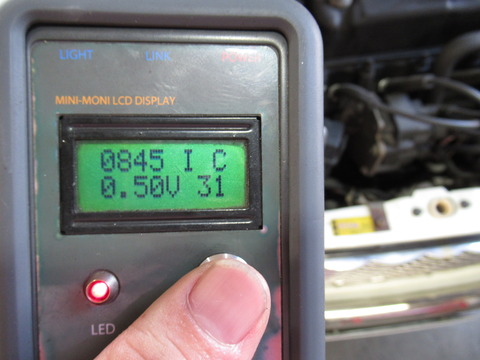 LIGHT LINK POWER
MINI-MONI LCD DISPLAY
0845 I C
0.50V 31
LED